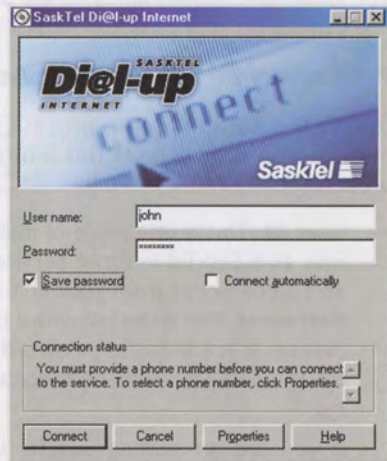 SaskTel Di@l-up Internet
SASKTEL
Di@l-up
INTERNET
connect
SaskTel
User name: john
Password: xxxxxxxx
Save password Connect automatically
Connection status
You must provide a phone number before you can connect
to the service. To select a phone number, click Properties.
Connect Cancel Properties Help